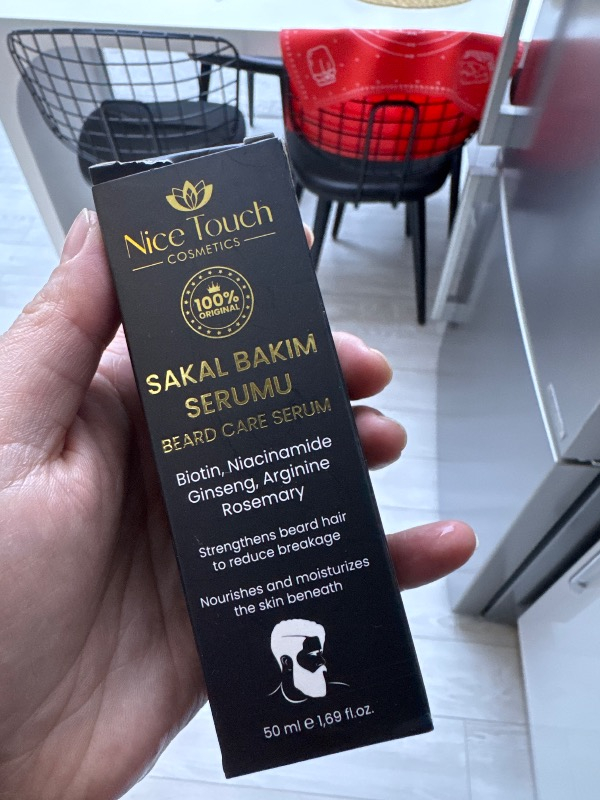 Nice Touch
COSMETICS
100%
ORIGINAL
SAKAL BAKIM
SERUMU
BEARD CARE SERUM
Biotin, Niacinamide
Ginseng, Arginine
Rosemary
Strengthens beard hair
to reduce breakage
Nourishes and moisturizes
the skin beneath
50 ml e 1,69 fl.oz.